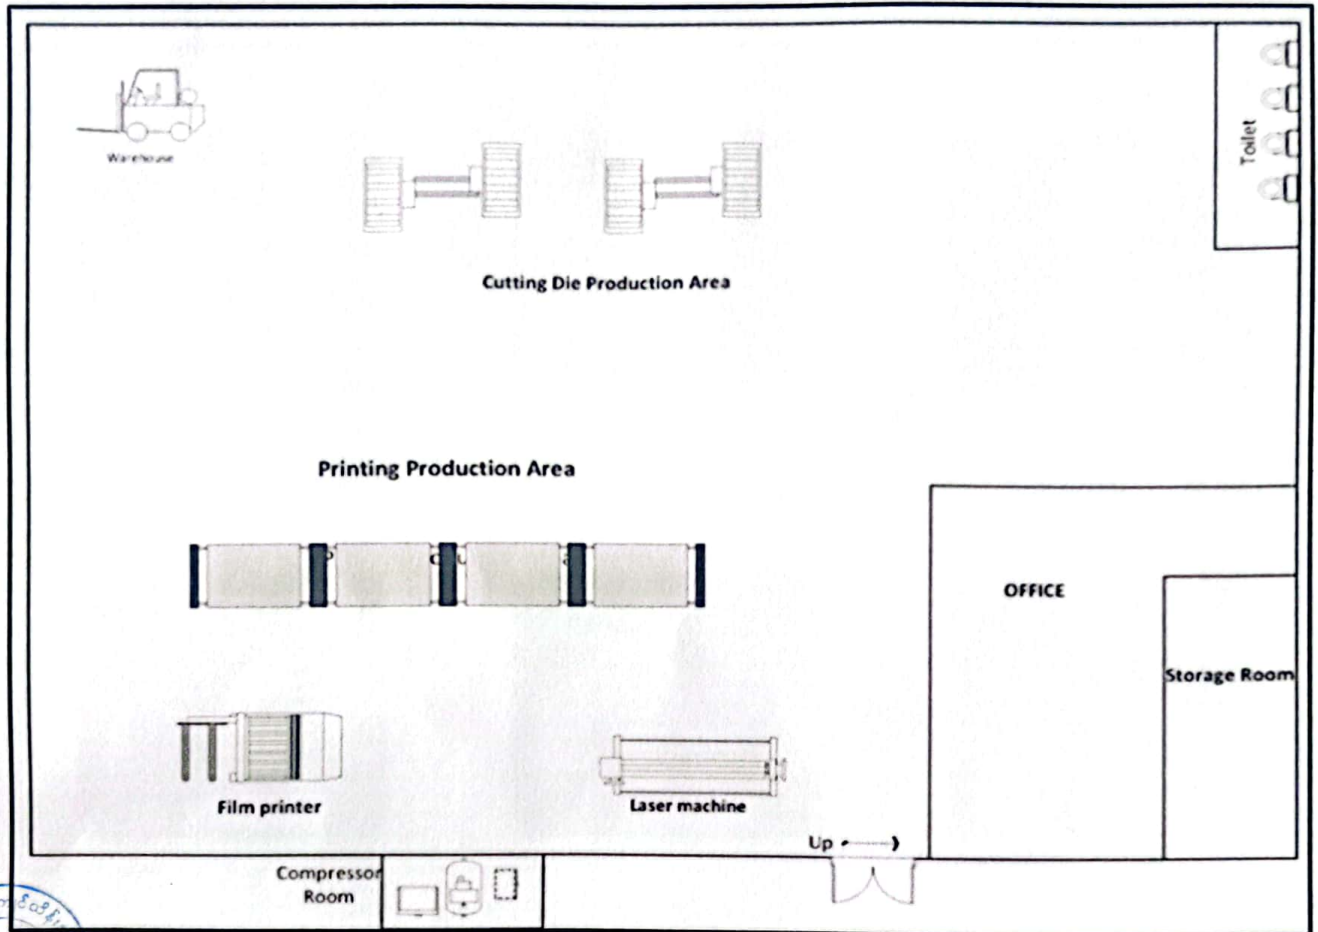 Warehouse
Toilet
Cutting Die Production Area
Printing Production Area
OFFICE
Storage Room
Film printer
Laser machine
Up
Compressor
Room